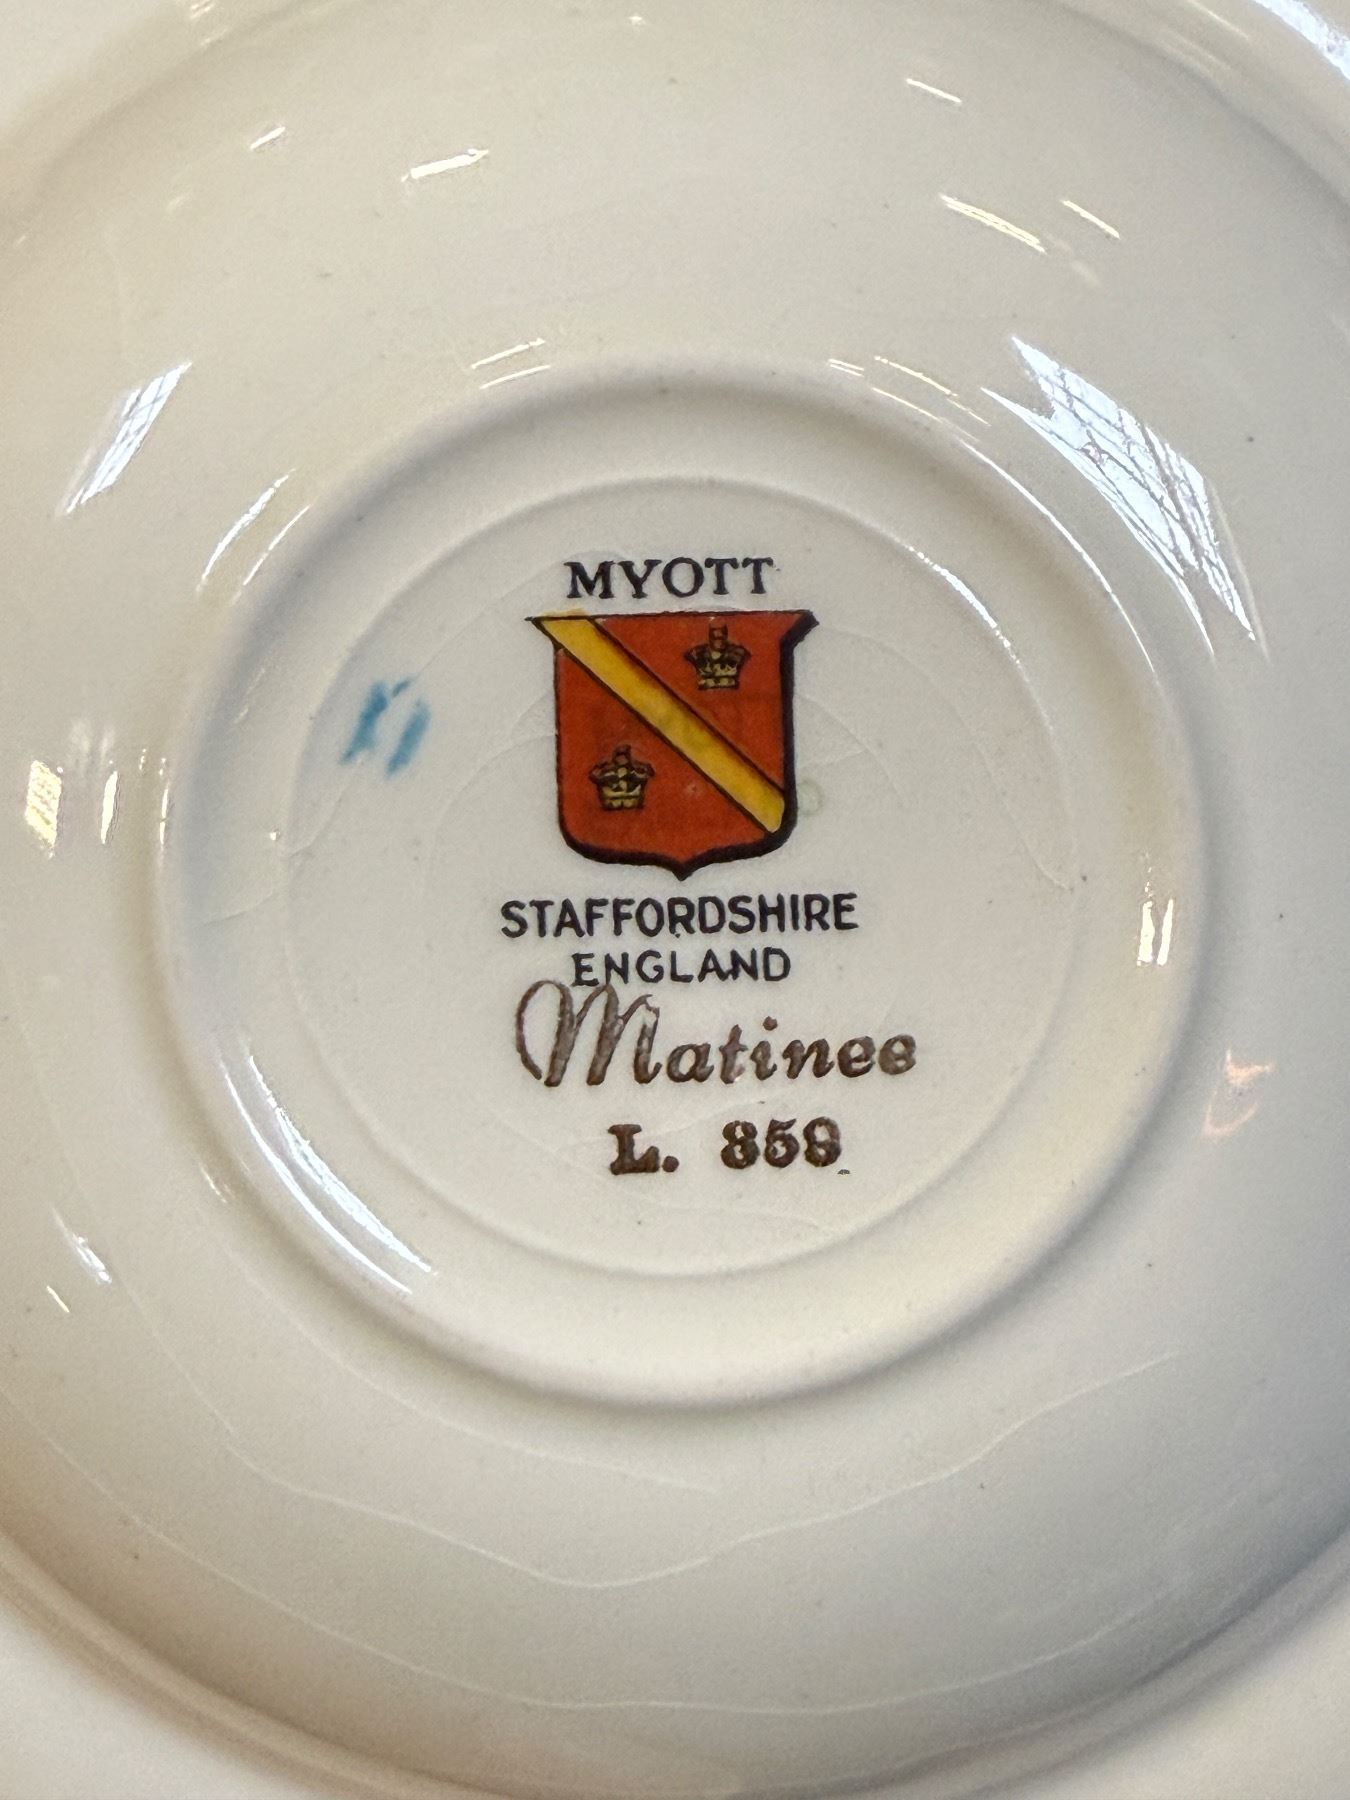 MYOTT
STAFFORDSHIRE
ENGLAND
Matinee
L. 859